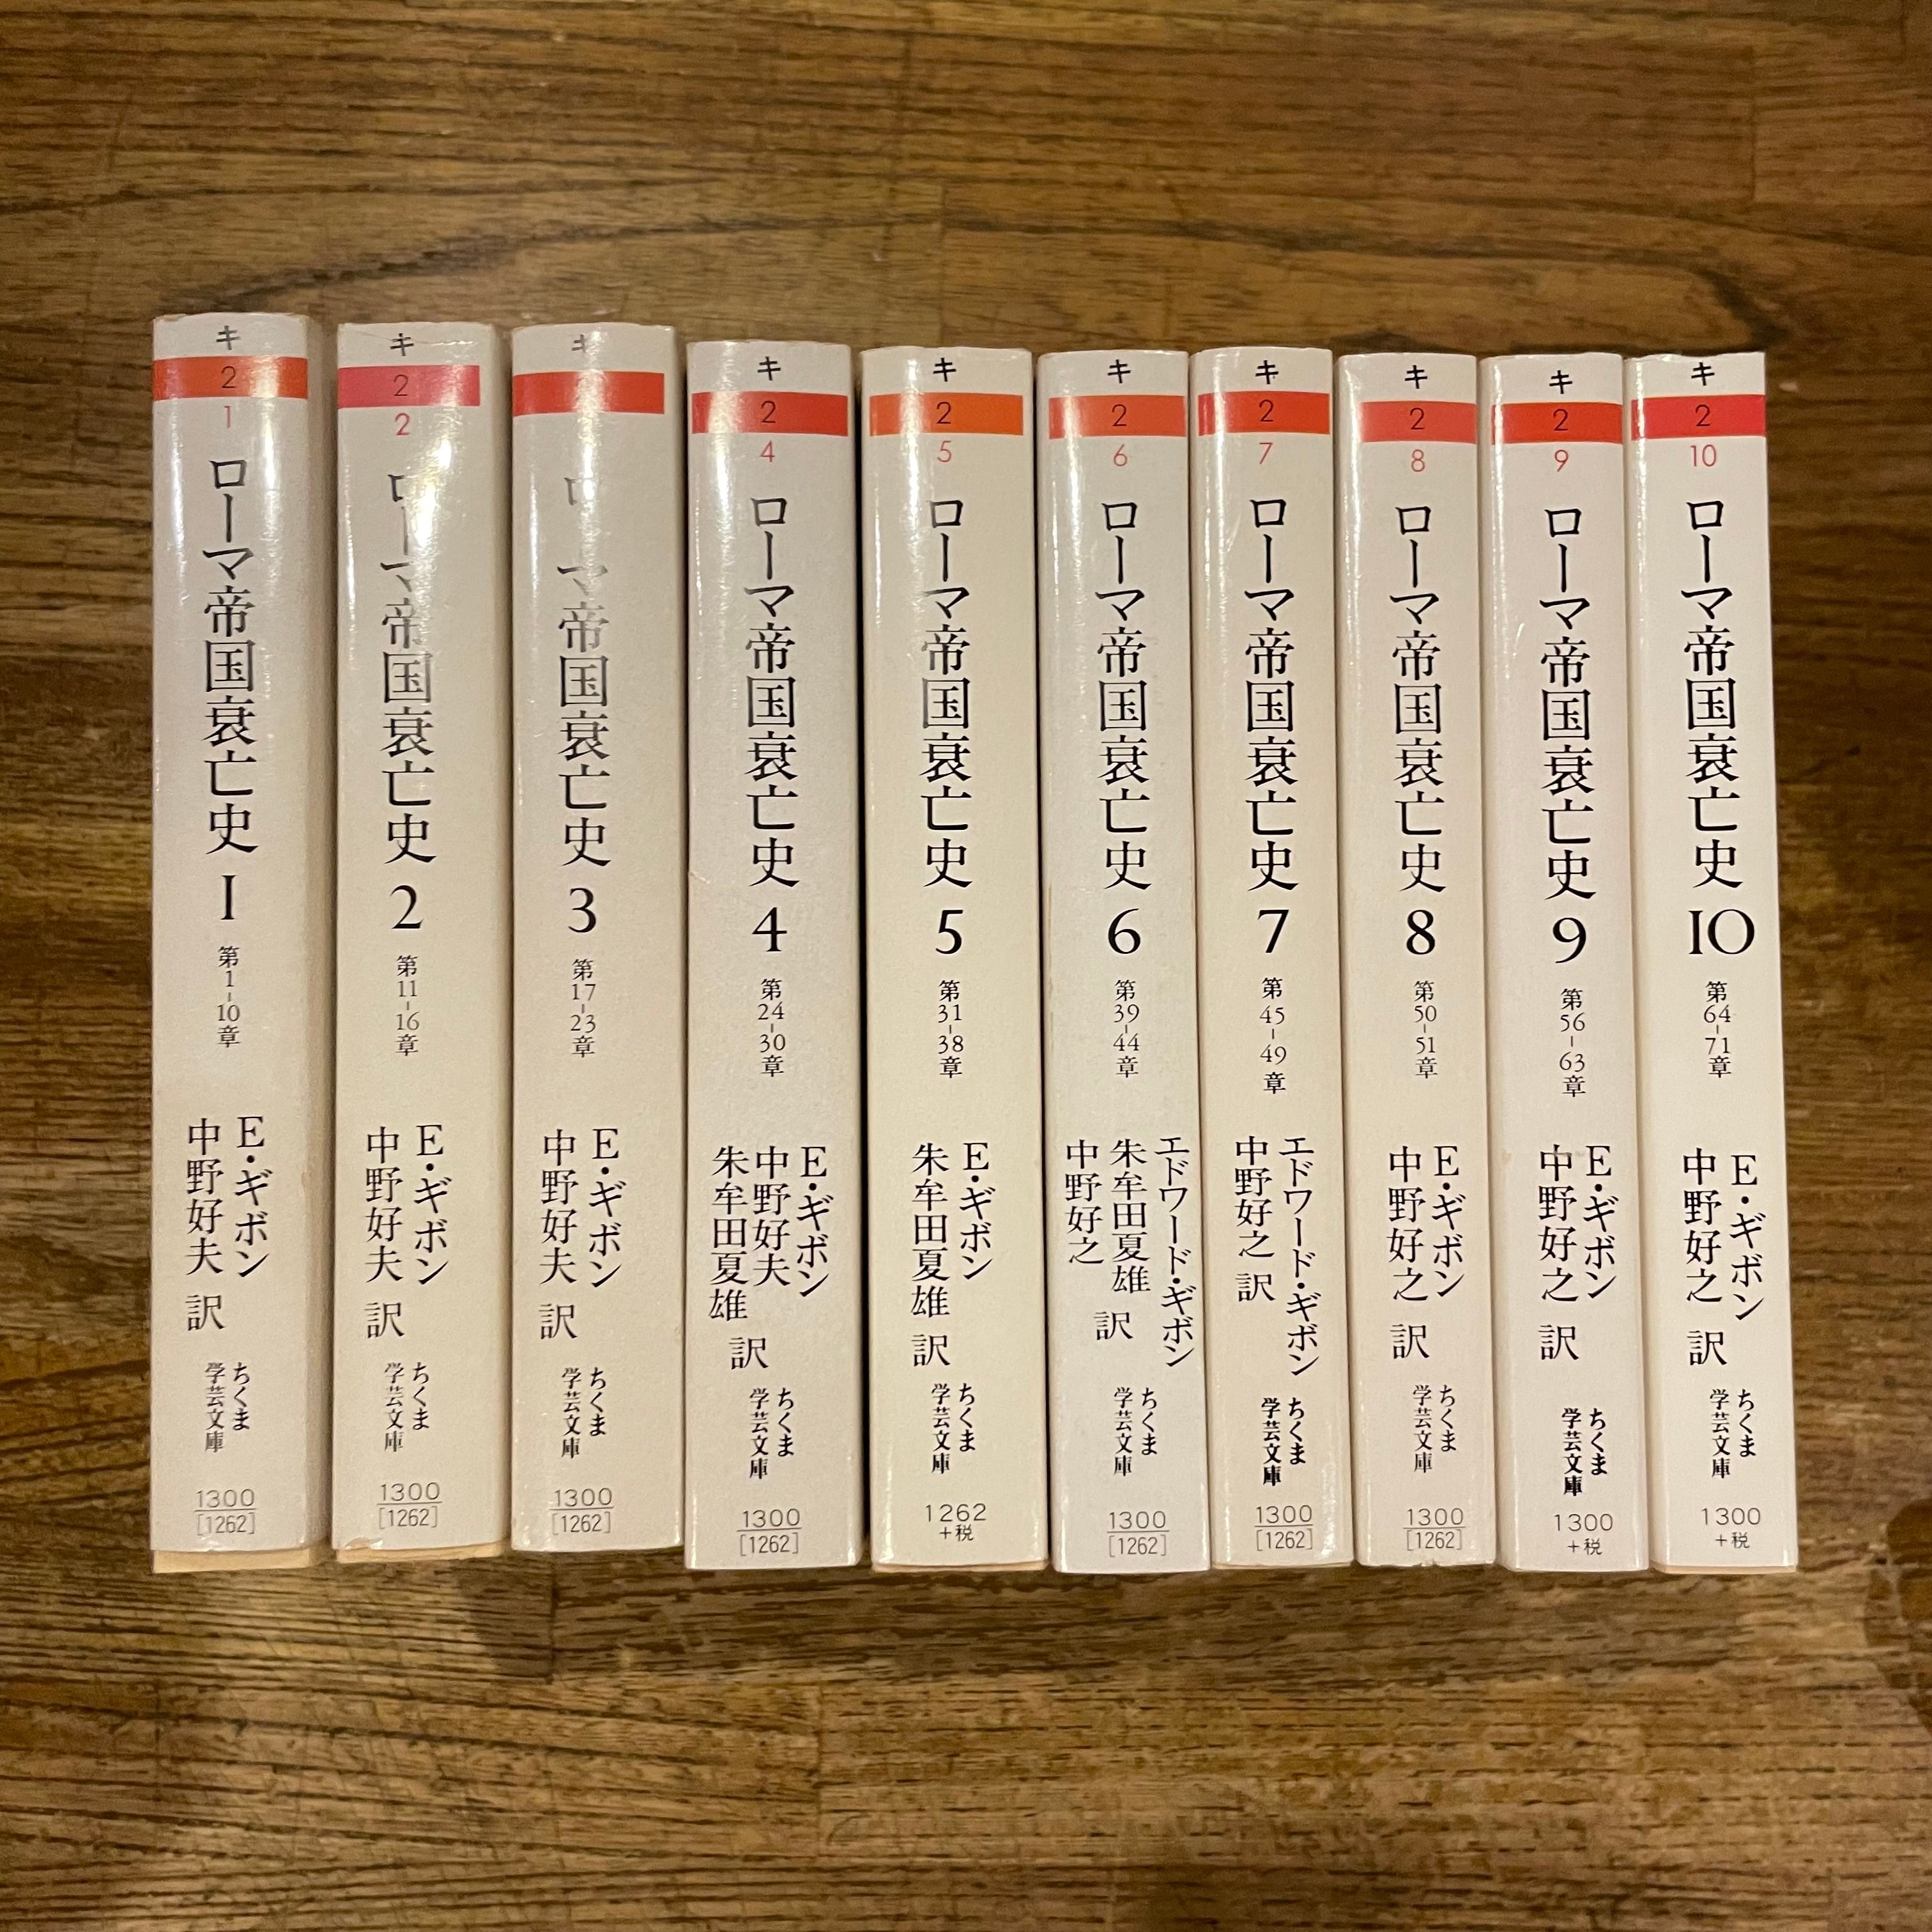 キ
2
1
ローマ帝国衰亡史 1
第1-10章
E・ギボン
中野好夫 訳
ちくま
学芸文庫
1300
[1262]
キ
2
2
ローマ帝国衰亡史 2
第11-16章
E・ギボン
中野好夫 訳
ちくま
学芸文庫
1300
[1262]
キ
ローマ帝国衰亡史 3
第17-23章
E・ギボン
中野好夫 訳
ちくま
学芸文庫
1300
[1262]
キ
2
4
ローマ帝国衰亡史 4
第24-30章
E・ギボン
中野好夫
朱牟田夏雄
訳
ちくま
学芸文庫
1300
[1262]
キ
2
5
ローマ帝国衰亡史 5
第31-38章
E・ギボン
朱牟田夏雄 訳
ちくま
学芸文庫
1262
+税
キ
2
6
ローマ帝国衰亡史 6
第39-44章
エドワード・ギボン
朱牟田夏雄
中野好之
訳
ちくま
学芸文庫
1300
[1262]
キ
2
7
ローマ帝国衰亡史 7
第45-49章
エドワード・ギボン
中野好之 訳
ちくま
学芸文庫
1300
[1262]
キ
2
8
ローマ帝国衰亡史 8
第50-51章
E・ギボン
中野好之 訳
ちくま
学芸文庫
1300
[1262]
キ
2
9
ローマ帝国衰亡史 9
第56-63章
E・ギボン
中野好之 訳
ちくま
学芸文庫
1300
+税
キ
2
10
ローマ帝国衰亡史 10
第64-71章
E・ギボン
中野好之 訳
ちくま
学芸文庫
1300
+税